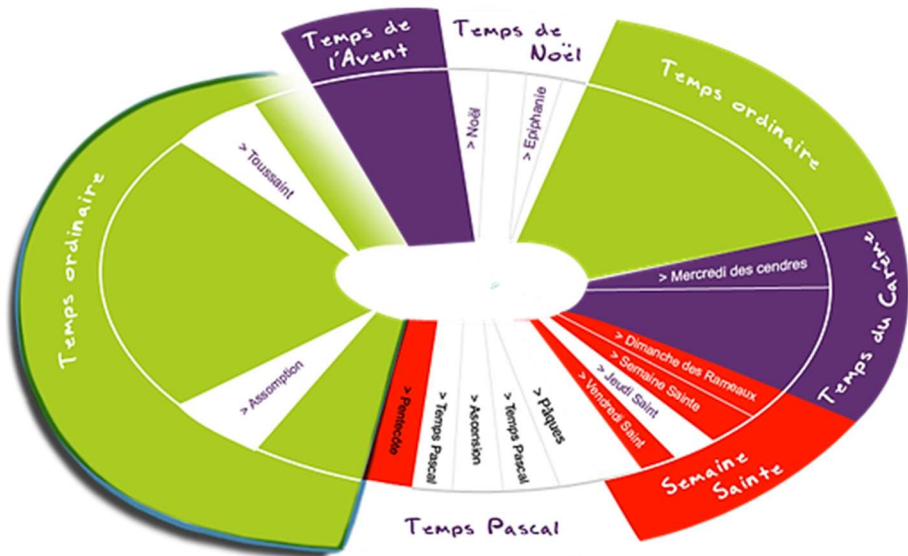 Temps de
l'Avent
Temps de
Noël
Temps ordinaire
> Noël
> Epiphanie
> Mercredi des cendres
Temps du Carême
> Dimanche des Rameaux
> Semaine Sainte
> Jeudi Saint
> Vendredi Saint
Semaine
Sainte
> Pâques
> Temps Pascal
> Ascension
> Temps Pascal
> Pentecôte
Temps Pascal
> Assomption
> Toussaint
Temps ordinaire